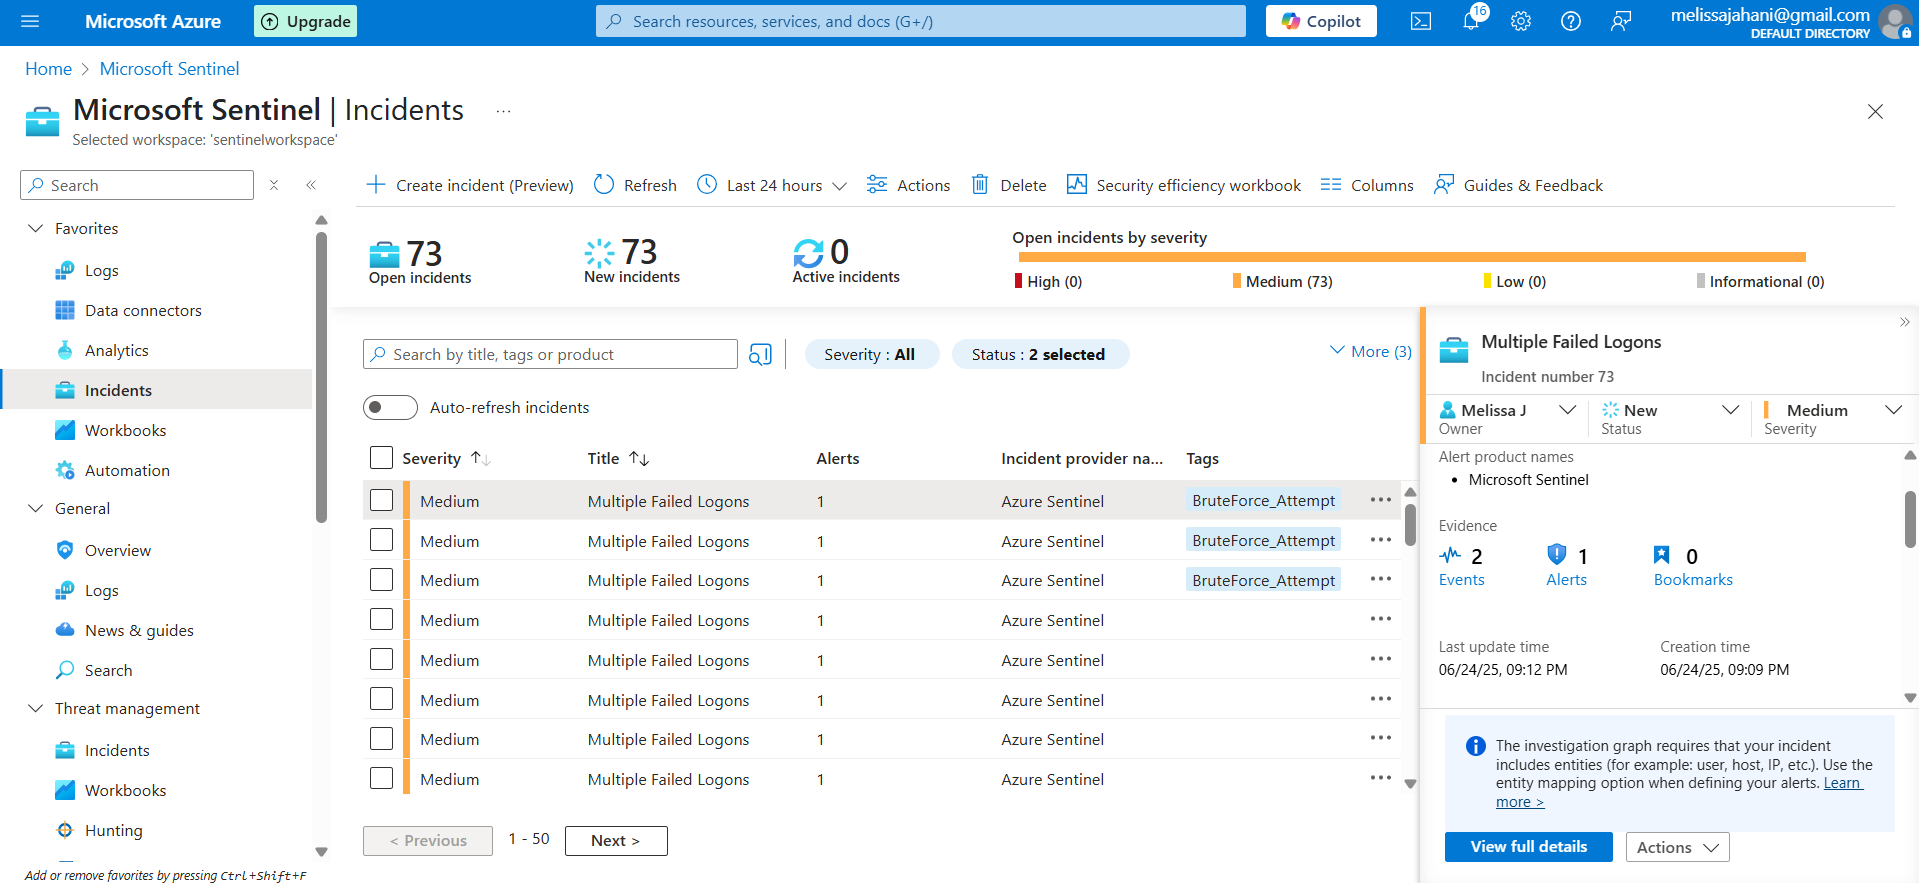 Microsoft Azure
Upgrade
Search resources, services, and docs (G+/)
Copilot
16
melissajahani@gmail.com
DEFAULT DIRECTORY
Home > Microsoft Sentinel
Microsoft Sentinel | Incidents
...
Selected workspace: 'sentinelworkspace'
Search
Favorites
Logs
Data connectors
Analytics
Incidents
Workbooks
Automation
General
Overview
Logs
News & guides
Search
Threat management
Incidents
Workbooks
Hunting
Add or remove favorites by pressing Ctrl+Shift+F
Create incident (Preview)
Refresh
Last 24 hours
Actions
Delete
Security efficiency workbook
Columns
Guides & Feedback
73
Open incidents
73
New incidents
0
Active incidents
Open incidents by severity
High (0)
Medium (73)
Low (0)
Informational (0)
Search by title, tags or product
Severity : All
Status : 2 selected
More (3)
Auto-refresh incidents
Severity Title Alerts Incident provider na... Tags
Medium Multiple Failed Logons 1 Azure Sentinel BruteForce_Attempt
Medium Multiple Failed Logons 1 Azure Sentinel BruteForce_Attempt
Medium Multiple Failed Logons 1 Azure Sentinel BruteForce_Attempt
Medium Multiple Failed Logons 1 Azure Sentinel
Medium Multiple Failed Logons 1 Azure Sentinel
Medium Multiple Failed Logons 1 Azure Sentinel
Medium Multiple Failed Logons 1 Azure Sentinel
Medium Multiple Failed Logons 1 Azure Sentinel
< Previous
1 - 50
Next >
Multiple Failed Logons
Incident number 73
Melissa J
Owner
New
Status
Medium
Severity
Alert product names
• Microsoft Sentinel
Evidence
2
Events
1
Alerts
0
Bookmarks
Last update time
06/24/25, 09:12 PM
Creation time
06/24/25, 09:09 PM
The investigation graph requires that your incident
includes entities (for example: user, host, IP, etc.). Use the
entity mapping option when defining your alerts. Learn
more >
View full details
Actions